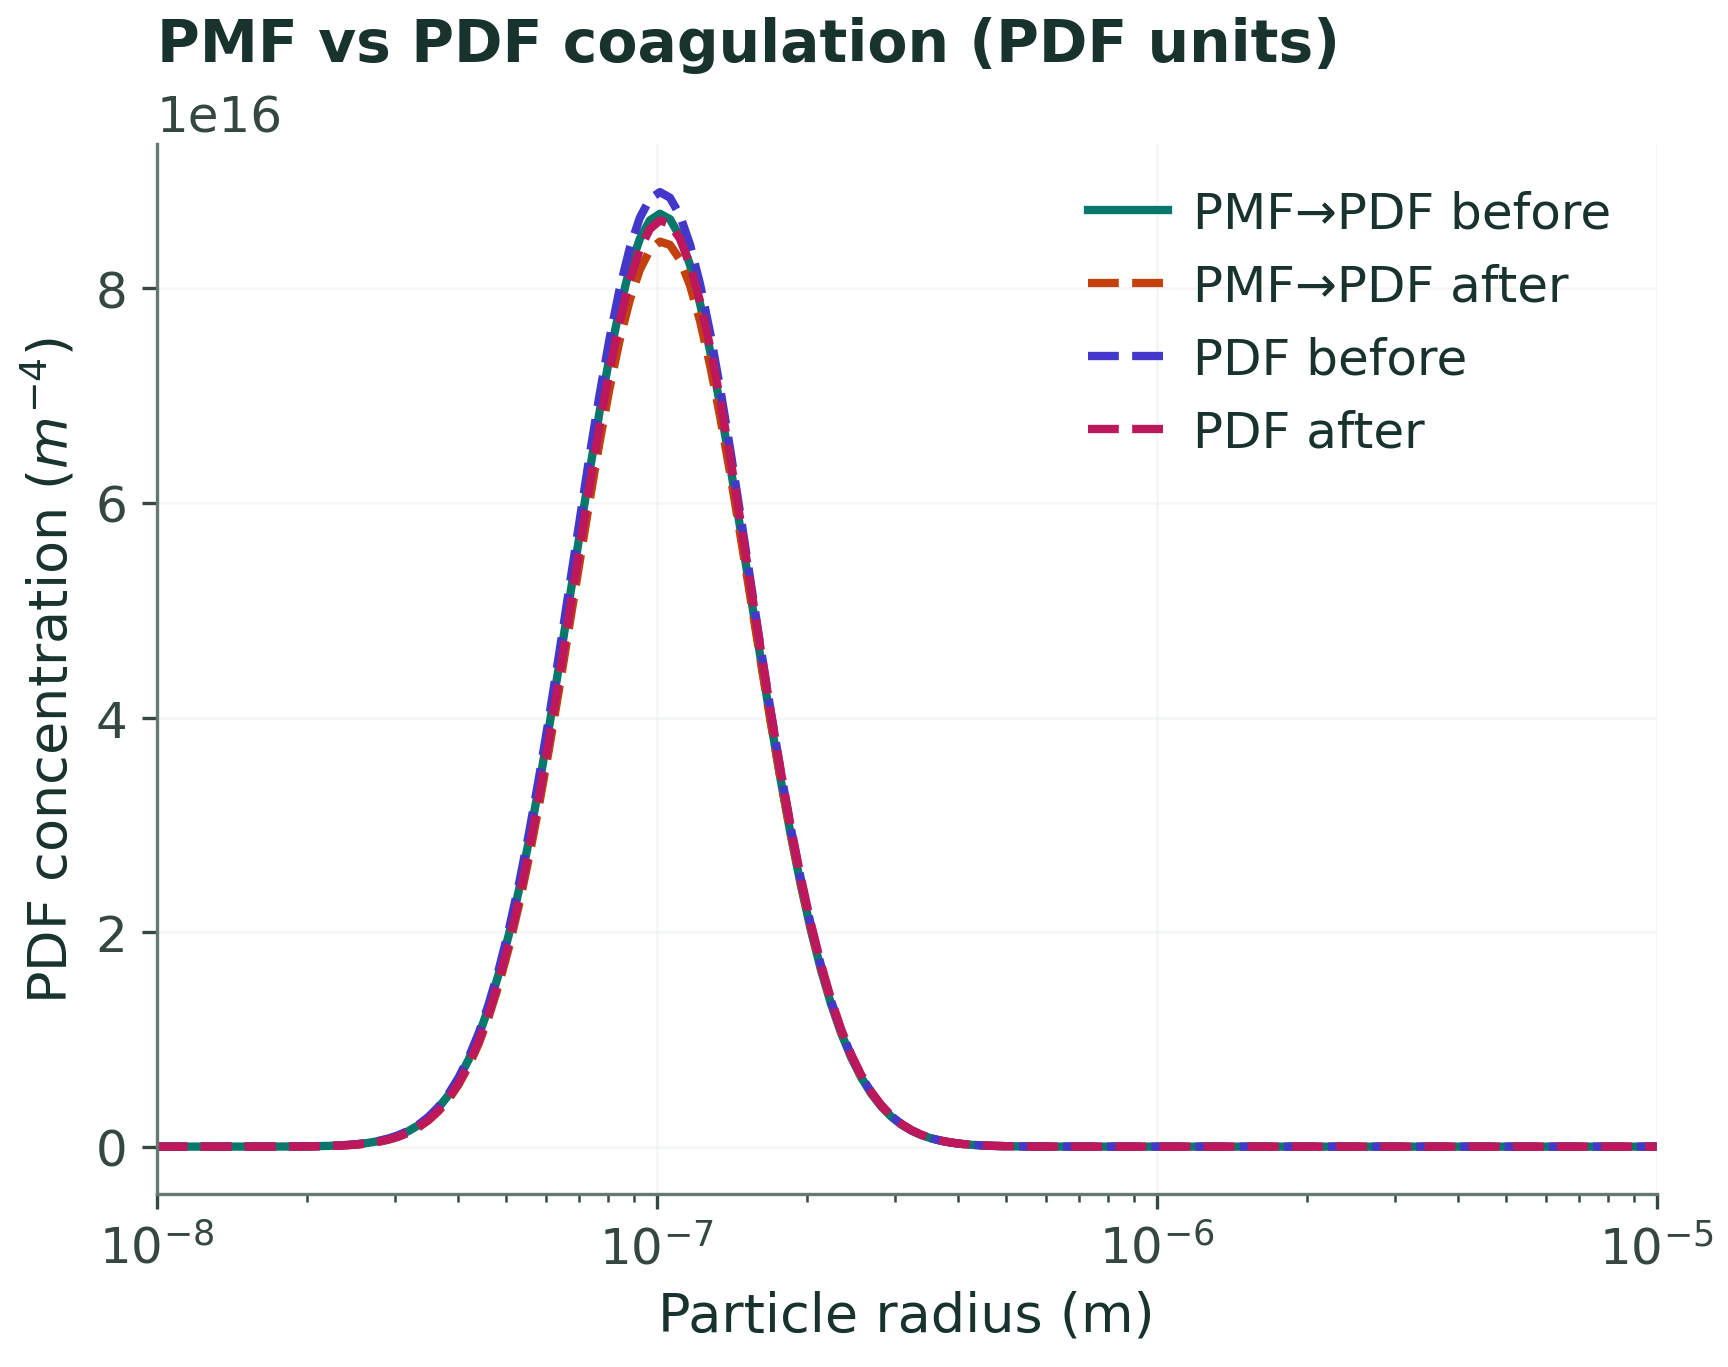 PMF vs PDF coagulation (PDF units)
1e16
PMF→PDF before
PMF→PDF after
PDF before
PDF after
8
6
4
2
0
PDF concentration (m⁻⁴)
10⁻⁸ 10⁻⁷ 10⁻⁶ 10⁻⁵
Particle radius (m)